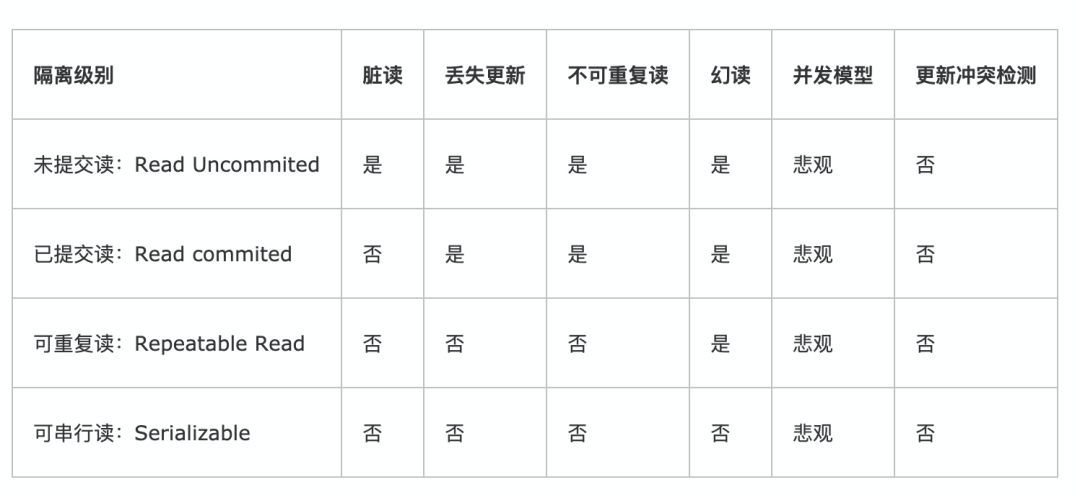 隔离级别 脏读 丢失更新 不可重复读 幻读 并发模型 更新冲突检测
未提交读：Read Uncommited 是 是 是 是 悲观 否
已提交读：Read commited 否 是 是 是 悲观 否
可重复读：Repeatable Read 否 否 否 是 悲观 否
可串行读：Serializable 否 否 否 否 悲观 否